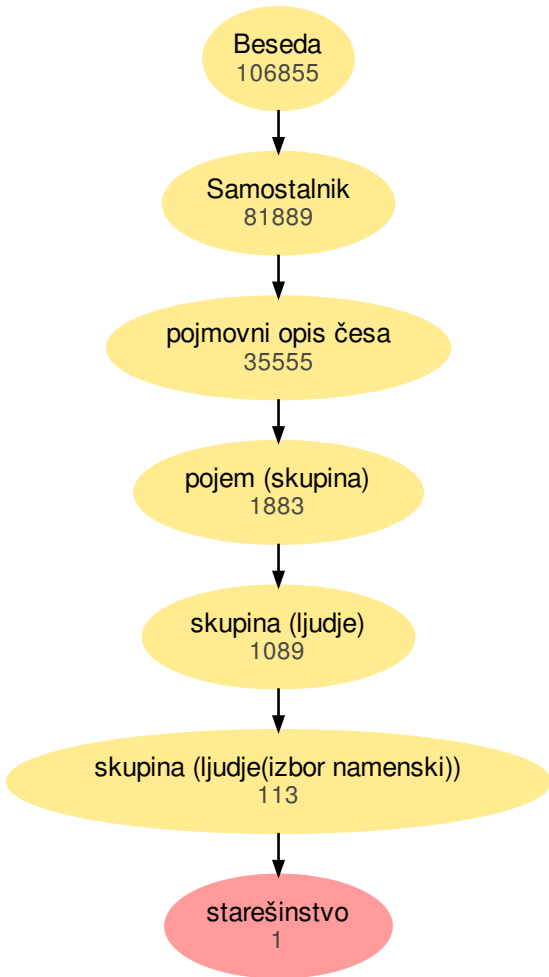 Beseda
106855
Samostalnik
81889
pojmovni opis česa
35555
pojem (skupina)
1883
skupina (ljudje)
1089
skupina (ljudje(izbor namenski))
113
starešinstvo
1